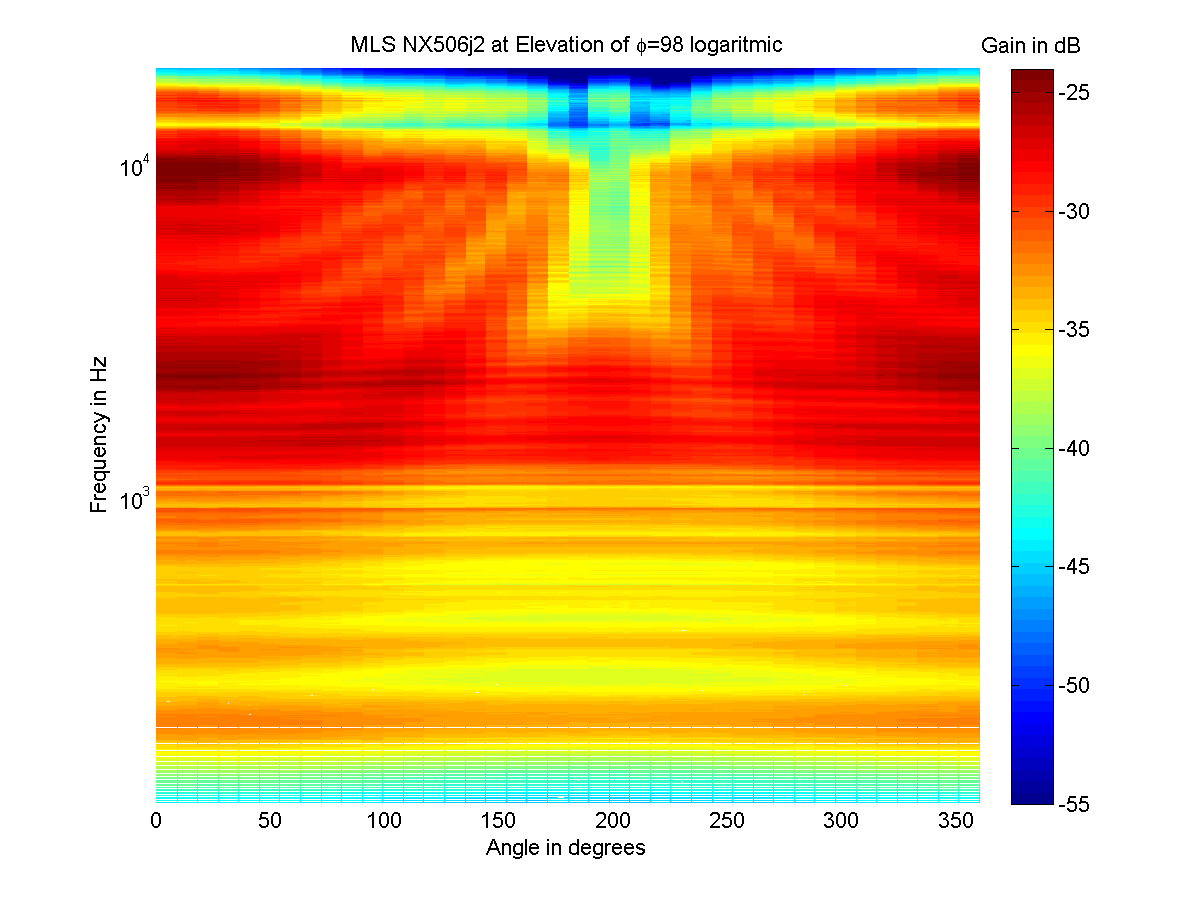 MLS NX506j2 at Elevation of ϕ=98 logaritmic
Gain in dB
-25
-30
-35
-40
-45
-50
-55
10^4
10^3
Frequency in Hz
0 50 100 150 200 250 300 350
Angle in degrees